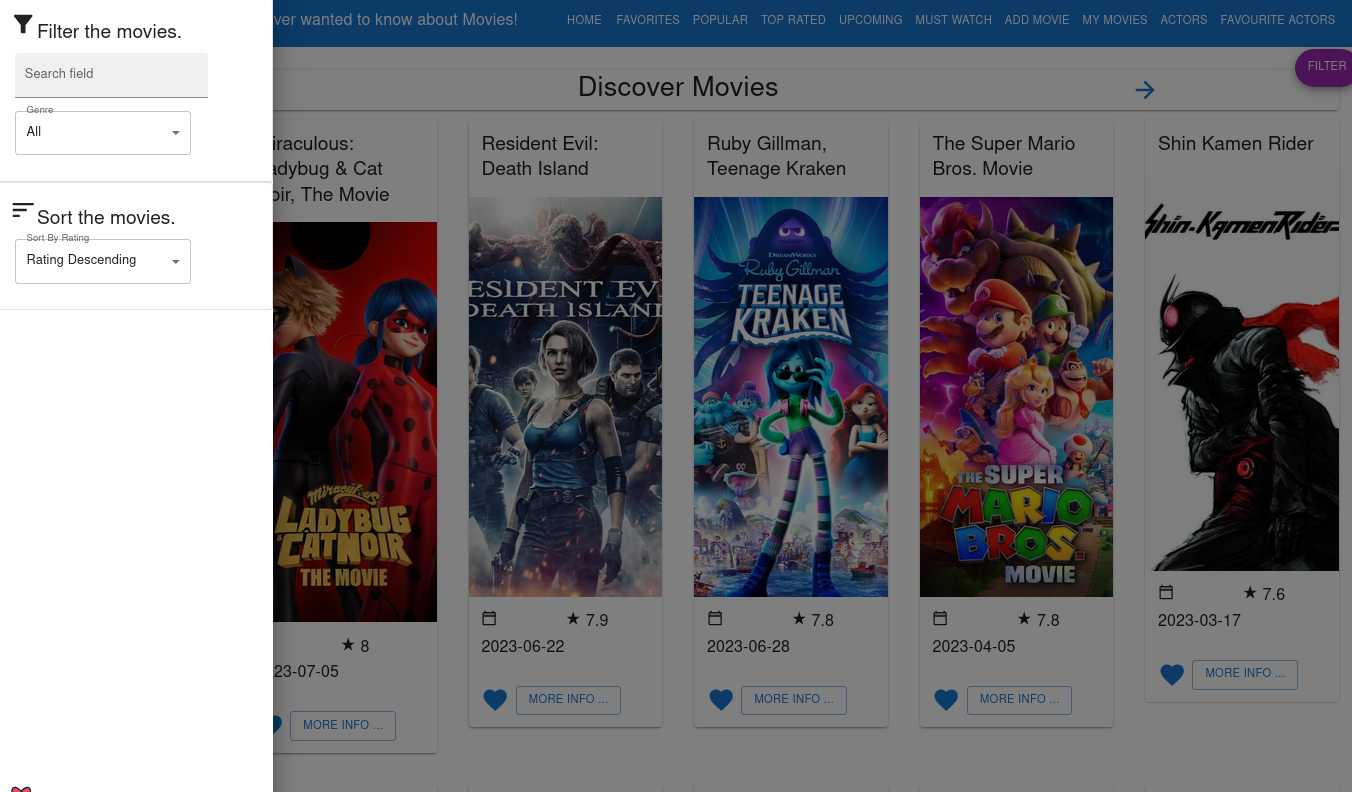 ver wanted to know about Movies!
HOME FAVORITES POPULAR TOP RATED UPCOMING MUST WATCH ADD MOVIE MY MOVIES ACTORS FAVOURITE ACTORS
Filter the movies.
Search field
Genre
All
Sort the movies.
Sort By Rating
Rating Descending
Discover Movies
FILTER
iraculous:
adybug & Cat
oir, The Movie
Miraculous
LADYBUG
& CATNOIR
THE MOVIE
8
23-07-05
MORE INFO ...
Resident Evil:
Death Island
ESIDENT EV
DEATH ISLAND
7.9
2023-06-22
MORE INFO ...
Ruby Gillman,
Teenage Kraken
DREAMWORKS
Ruby Gillman
TEENAGE
KRAKEN
7.8
2023-06-28
MORE INFO ...
The Super Mario
Bros. Movie
THE SUPER
MARIO
BROS.
MOVIE
7.8
2023-04-05
MORE INFO ...
Shin Kamen Rider
Shin.KamenRider
7.6
2023-03-17
MORE INFO ...